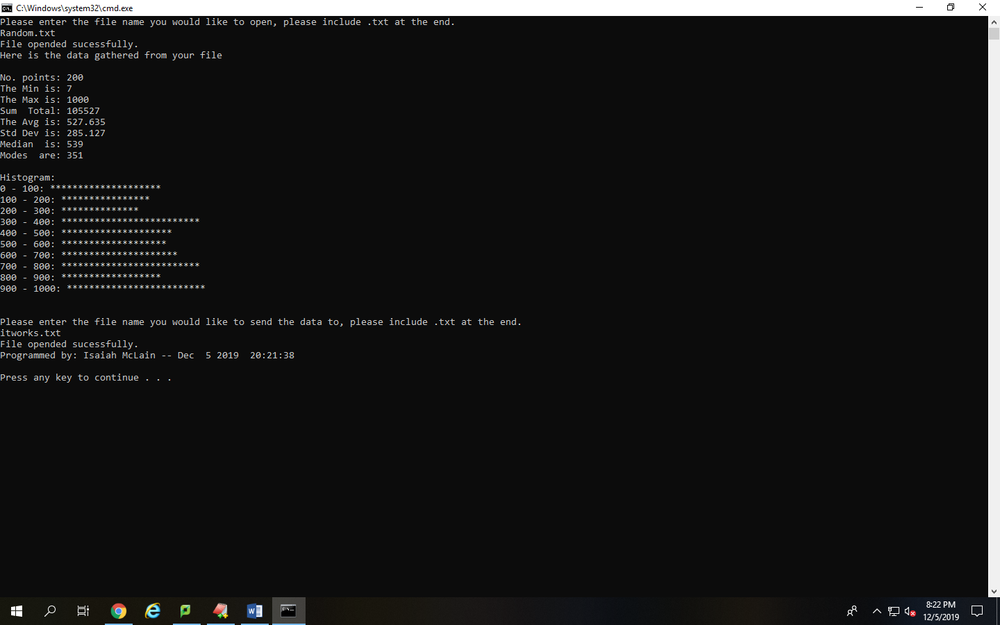 C:\Windows\system32\cmd.exe
Please enter the file name you would like to open, please include .txt at the end.
Random.txt
File opended sucessfully.
Here is the data gathered from your file
No. points: 200
The Min is: 7
The Max is: 1000
Sum  Total: 105527
The Avg is: 527.635
Std Dev is: 285.127
Median  is: 539
Modes  are: 351
Histogram:
0 - 100: ********************
100 - 200: ****************
200 - 300: **************
300 - 400: *************************
400 - 500: ********************
500 - 600: *******************
600 - 700: *********************
700 - 800: *************************
800 - 900: ******************
900 - 1000: *************************
Please enter the file name you would like to send the data to, please include .txt at the end.
itworks.txt
File opended sucessfully.
Programmed by: Isaiah McLain -- Dec  5 2019  20:21:38
Press any key to continue . . .
8:22 PM
12/5/2019